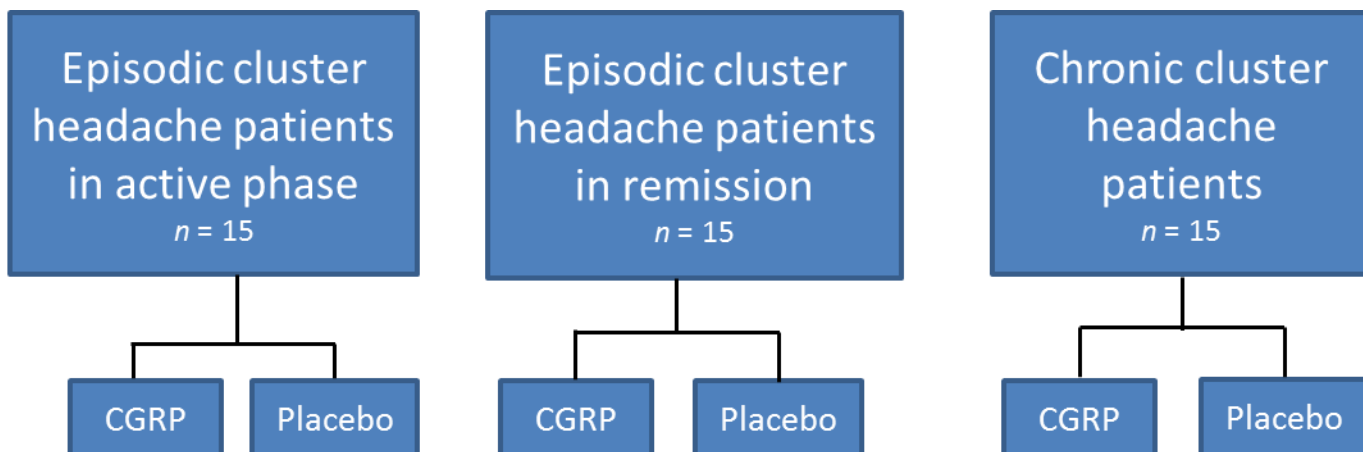 Episodic cluster
headache patients
in active phase
n = 15
Episodic cluster
headache patients
in remission
n = 15
Chronic cluster
headache
patients
n = 15
CGRP
Placebo
CGRP
Placebo
CGRP
Placebo